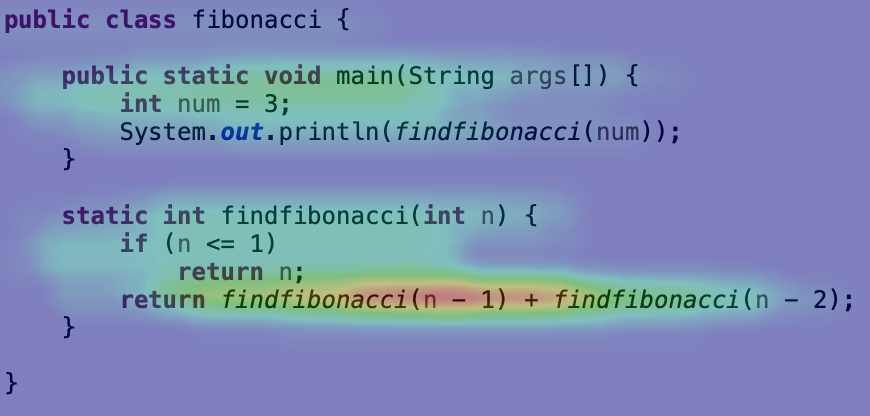 public class fibonacci {
public static void main(String args[]) {
int num = 3;
System.out.println(findfibonacci(num));
}
static int findfibonacci(int n) {
if (n <= 1)
return n;
return findfibonacci(n - 1) + findfibonacci(n - 2);
}
}